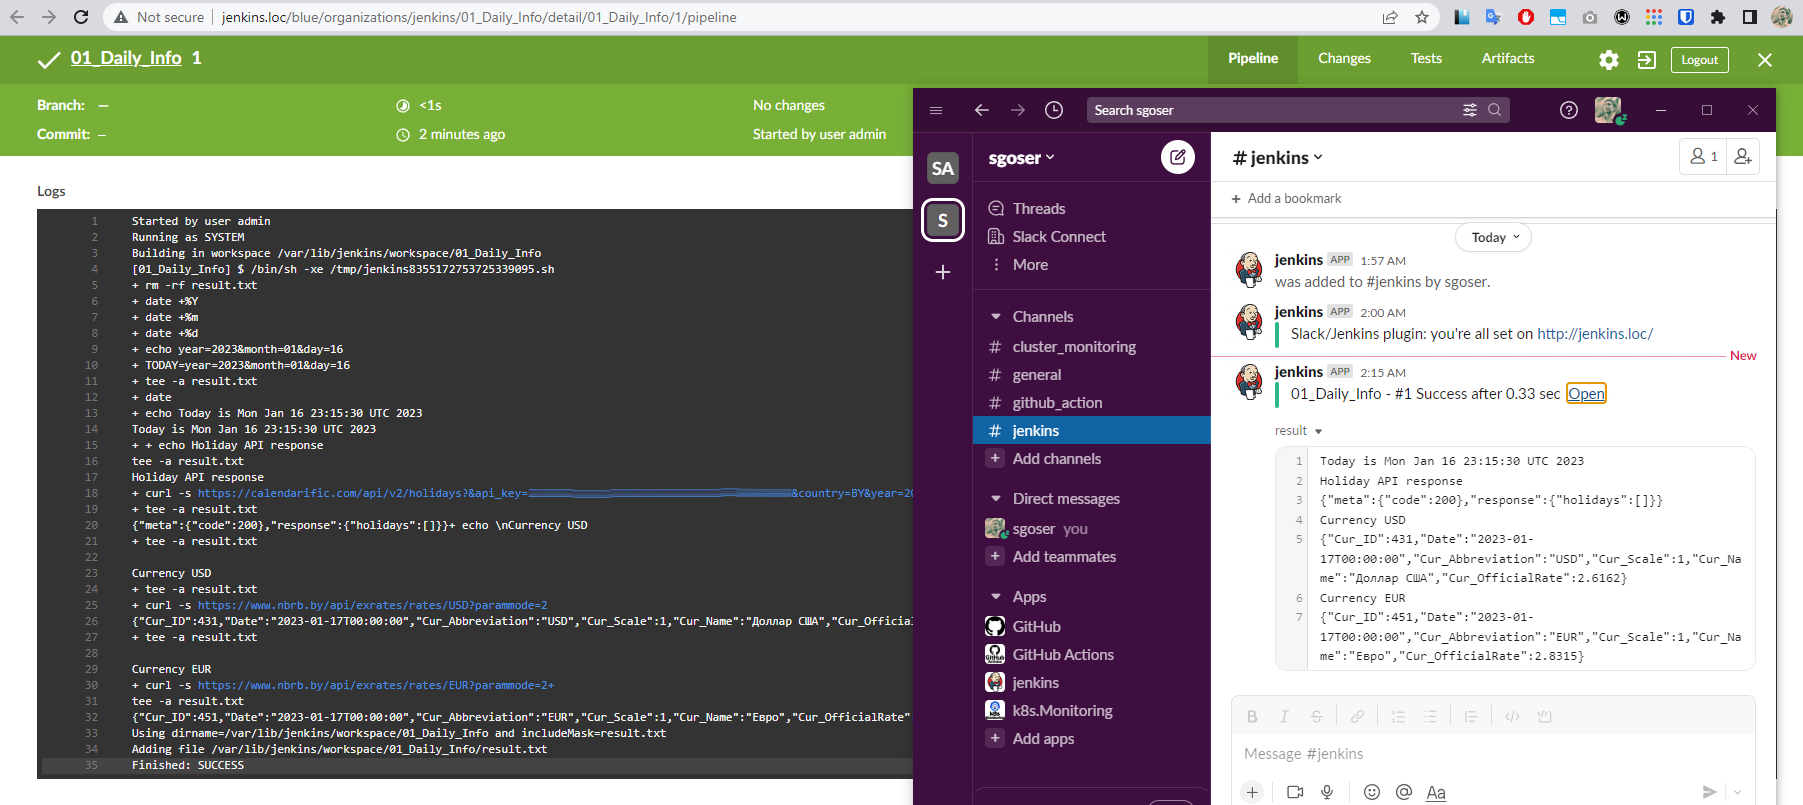 Not secure | jenkins.loc/blue/organizations/jenkins/01_Daily_Info/detail/01_Daily_Info/1/pipeline
01_Daily_Info 1
Pipeline Changes Tests Artifacts Logout
Branch: — <1s No changes
Commit: — 2 minutes ago Started by user admin
Logs
1 Started by user admin
2 Running as SYSTEM
3 Building in workspace /var/lib/jenkins/workspace/01_Daily_Info
4 [01_Daily_Info] $ /bin/sh -xe /tmp/jenkins8355172753725339095.sh
5 + rm -rf result.txt
6 + date +%Y
7 + date +%m
8 + date +%d
9 + echo year=2023&month=01&day=16
10 + TODAY=year=2023&month=01&day=16
11 + tee -a result.txt
12 + date
13 + echo Today is Mon Jan 16 23:15:30 UTC 2023
14 Today is Mon Jan 16 23:15:30 UTC 2023
15 + + echo Holiday API response
16 tee -a result.txt
17 Holiday API response
18 + curl -s https://calendarific.com/api/v2/holidays?&api_key= &country=BY&year=20
19 + tee -a result.txt
20 {"meta":{"code":200},"response":{"holidays":[]}}+ echo \nCurrency USD
21 + tee -a result.txt
22
23 Currency USD
24 + tee -a result.txt
25 + curl -s https://www.nbrb.by/api/exrates/rates/USD?parammode=2
26 {"Cur_ID":431,"Date":"2023-01-17T00:00:00","Cur_Abbreviation":"USD","Cur_Scale":1,"Cur_Name":"Доллар США","Cur_Offici
27 + tee -a result.txt
28
29 Currency EUR
30 + curl -s https://www.nbrb.by/api/exrates/rates/EUR?parammode=2+
31 tee -a result.txt
32 {"Cur_ID":451,"Date":"2023-01-17T00:00:00","Cur_Abbreviation":"EUR","Cur_Scale":1,"Cur_Name":"Евро","Cur_OfficialRate"
33 Using dirname=/var/lib/jenkins/workspace/01_Daily_Info and includeMask=result.txt
34 Adding file /var/lib/jenkins/workspace/01_Daily_Info/result.txt
35 Finished: SUCCESS
Search sgoser
SA
S
sgoser
Threads
Slack Connect
More
Channels
# cluster_monitoring
# general
# github_action
# jenkins
+ Add channels
Direct messages
sgoser you
+ Add teammates
Apps
GitHub
GitHub Actions
jenkins
k8s.Monitoring
+ Add apps
# jenkins
1
+ Add a bookmark
Today
jenkins APP 1:57 AM
was added to #jenkins by sgoser.
jenkins APP 2:00 AM
Slack/Jenkins plugin: you're all set on http://jenkins.loc/
New
jenkins APP 2:15 AM
01_Daily_Info - #1 Success after 0.33 sec Open
result
1 Today is Mon Jan 16 23:15:30 UTC 2023
2 Holiday API response
3 {"meta":{"code":200},"response":{"holidays":[]}}
4 Currency USD
5 {"Cur_ID":431,"Date":"2023-01-
17T00:00:00","Cur_Abbreviation":"USD","Cur_Scale":1,"Cur_Na
me":"Доллар США","Cur_OfficialRate":2.6162}
6 Currency EUR
7 {"Cur_ID":451,"Date":"2023-01-
17T00:00:00","Cur_Abbreviation":"EUR","Cur_Scale":1,"Cur_Na
me":"Евро","Cur_OfficialRate":2.8315}
B I S
Message #jenkins
+ @ Aa